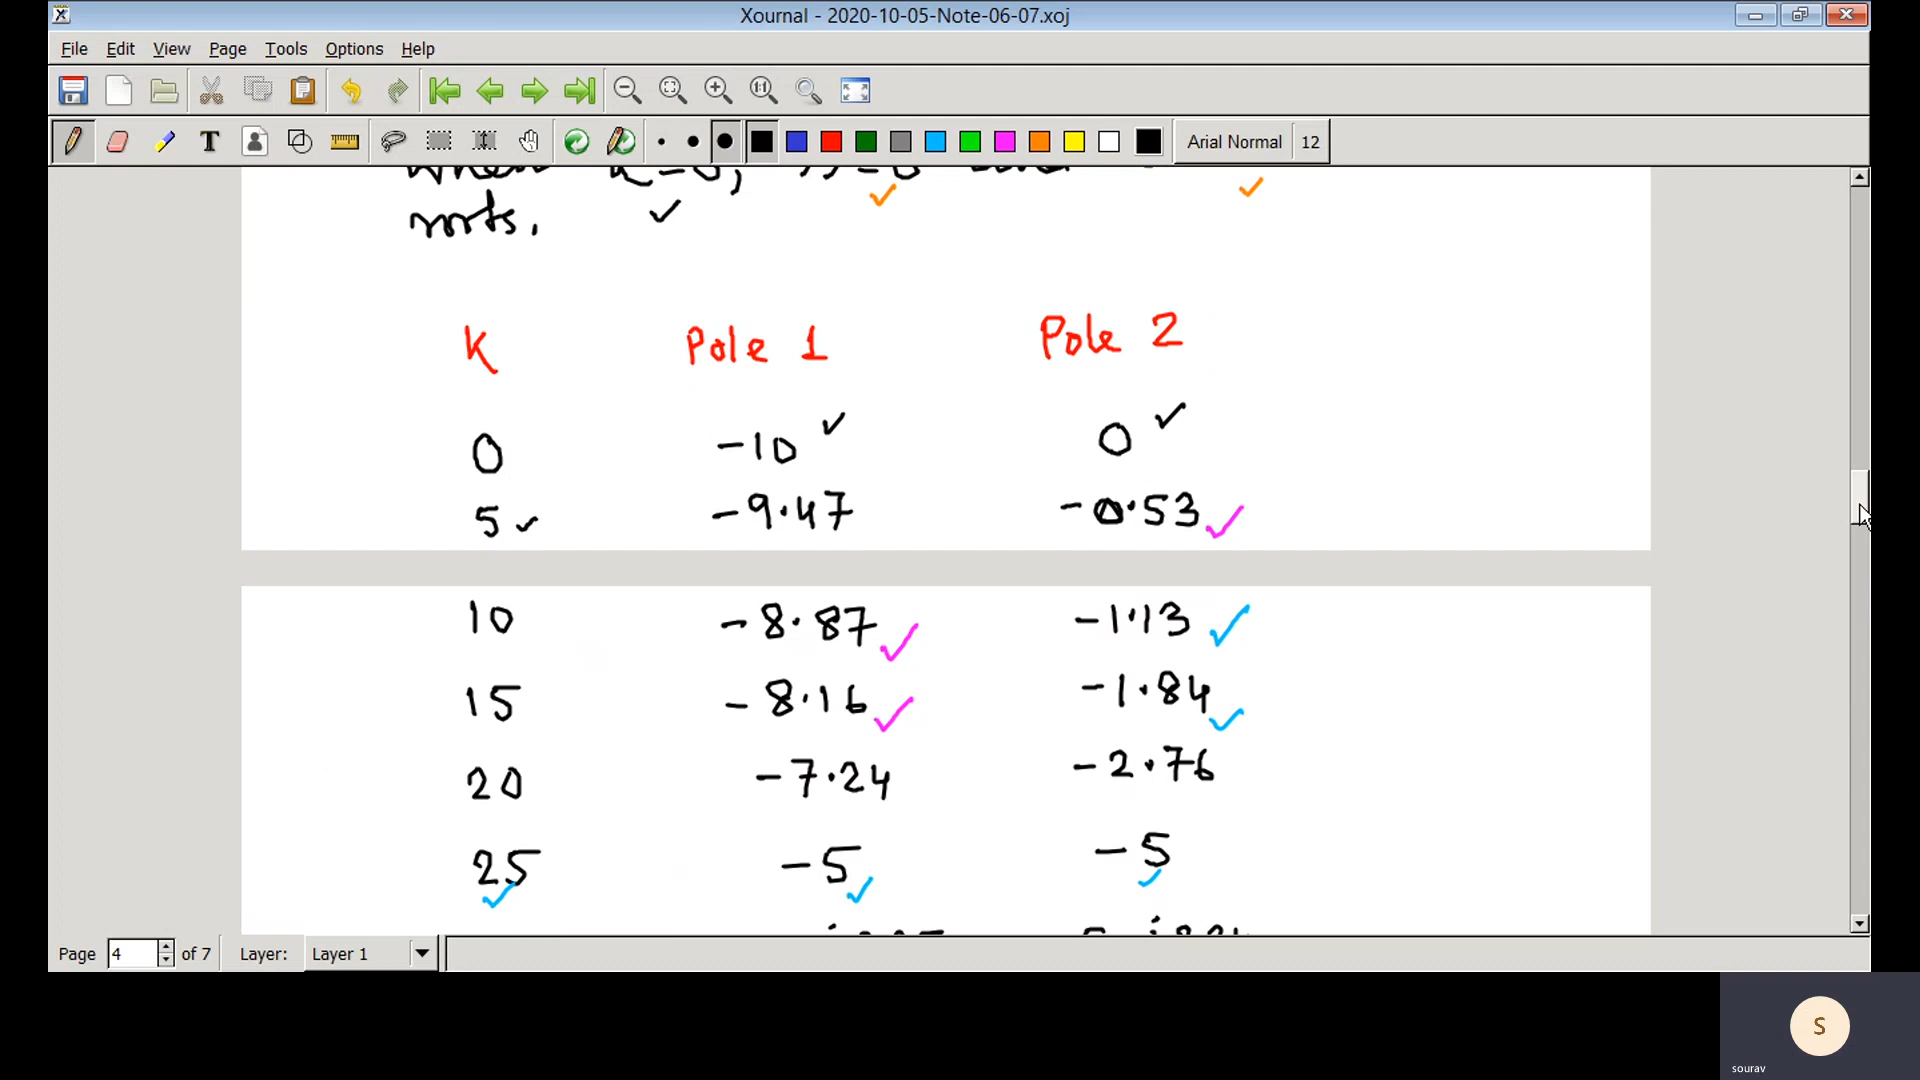 Xournal - 2020-10-05-Note-06-07.xoj
File Edit View Page Tools Options Help
Arial Normal 12
when K=0,
roots.
K Pole 1 Pole 2
0 -10 0
5 -9.47 -0.53
10 -8.87 -1.13
15 -8.16 -1.84
20 -7.24 -2.76
25 -5 -5
Page 4 of 7 Layer: Layer 1
S
sourav